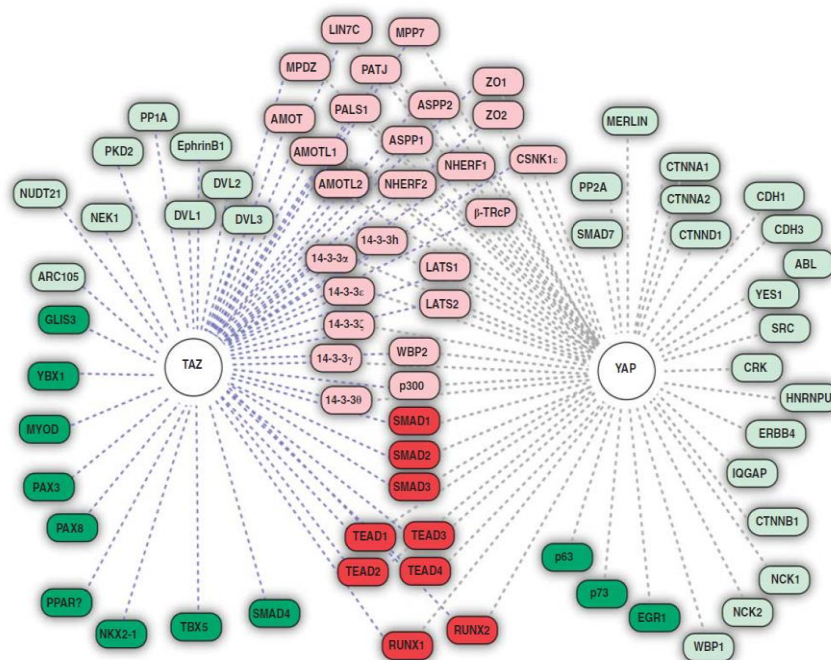 LIN7C
MPP7
MPDZ
PATJ
ZO1
ASPP2
PALS1
ZO2
AMOT
PP1A
MERLIN
ASPP1
EphrinB1
AMOTL1
PKD2
CSNK1ε
NHERF1
CTNNA1
NUDT21
DVL2
AMOTL2
NHERF2
PP2A
CTNNA2
CDH1
NEK1
DVL1
DVL3
β-TRcP
SMAD7
CTNND1
CDH3
14-3-3h
14-3-3α
LATS1
ABL
ARC105
14-3-3ε
YES1
LATS2
GLIS3
14-3-3ζ
SRC
TAZ
14-3-3γ
WBP2
YAP
CRK
YBX1
p300
14-3-3θ
HNRNPU
MYOD
SMAD1
ERBB4
SMAD2
IQGAP
PAX3
SMAD3
PAX8
CTNNB1
TEAD1
TEAD3
p63
TEAD2
TEAD4
NCK1
p73
PPAR?
SMAD4
EGR1
NCK2
NKX2-1
TBX5
RUNX2
RUNX1
WBP1